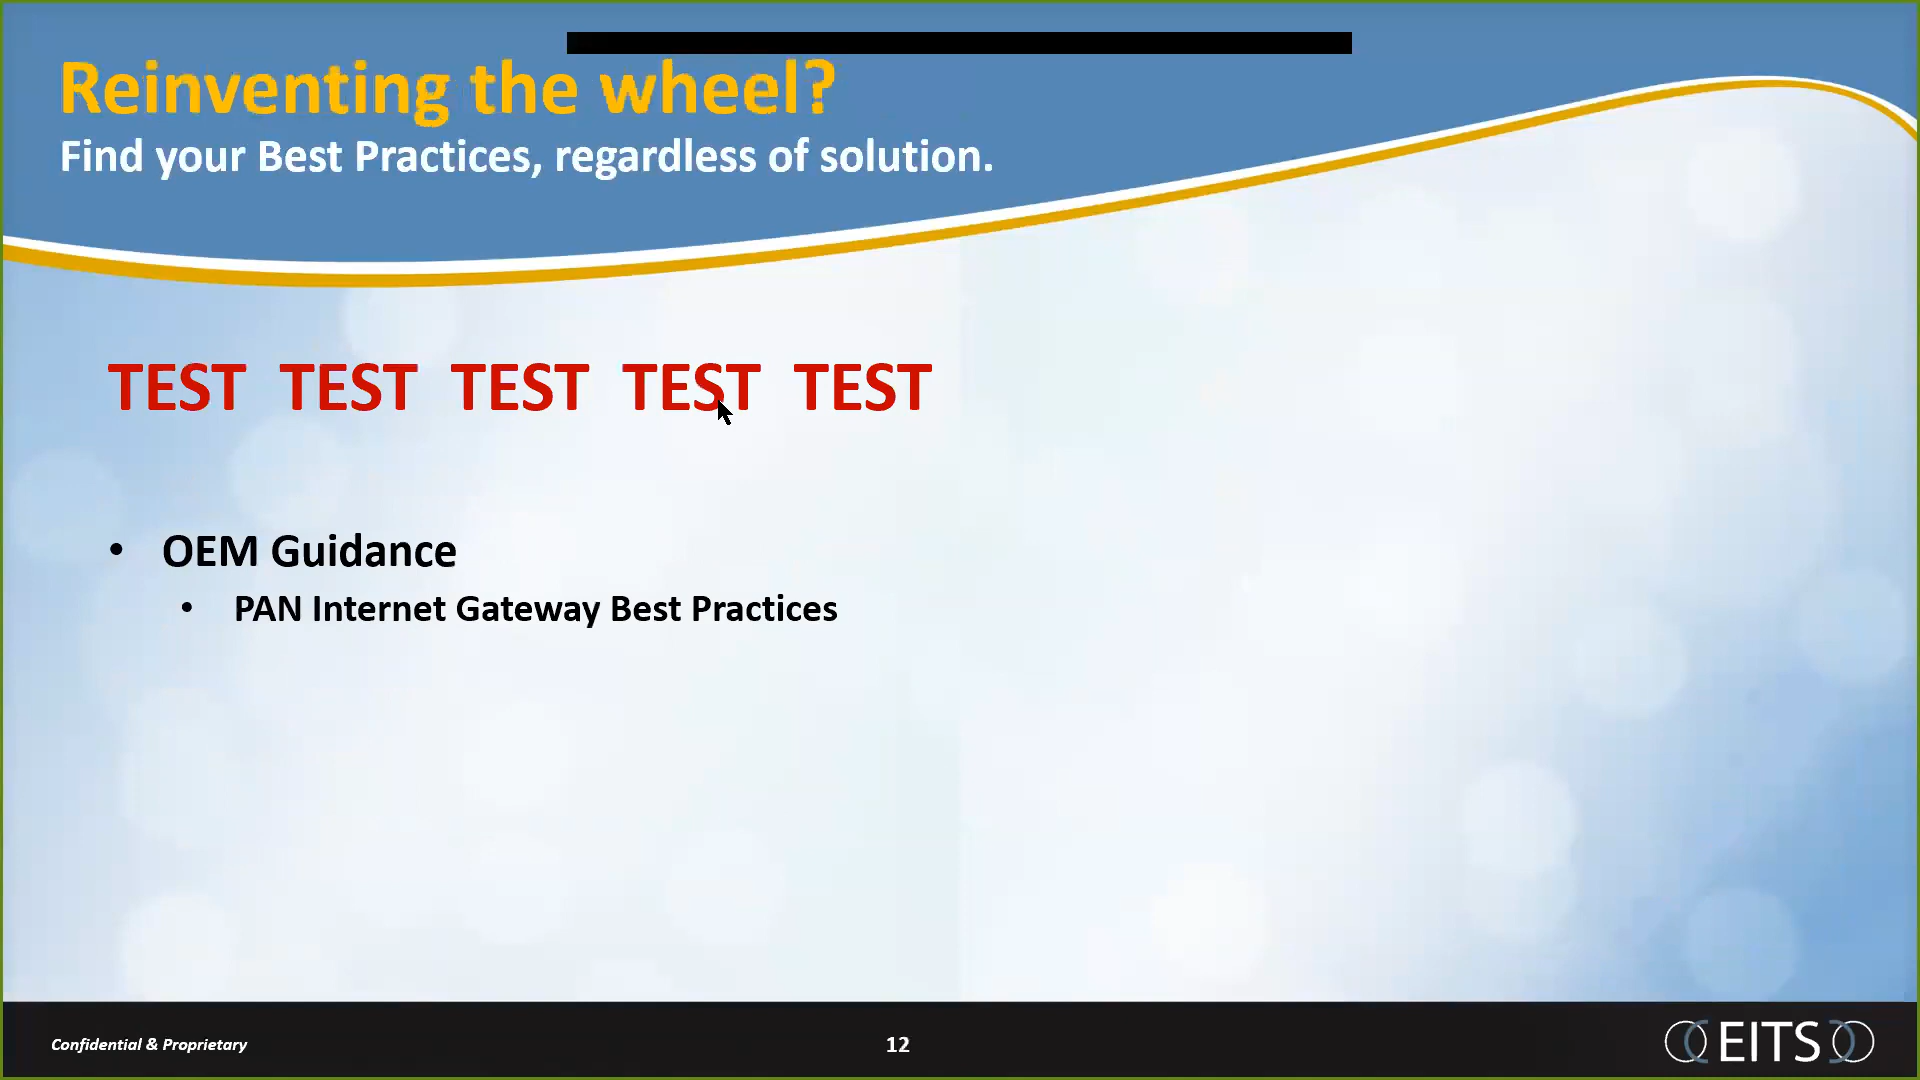 Reinventing the wheel?
Find your Best Practices, regardless of solution.
TEST TEST TEST TEST TEST
• OEM Guidance
• PAN Internet Gateway Best Practices
Confidential & Proprietary
12
EITS